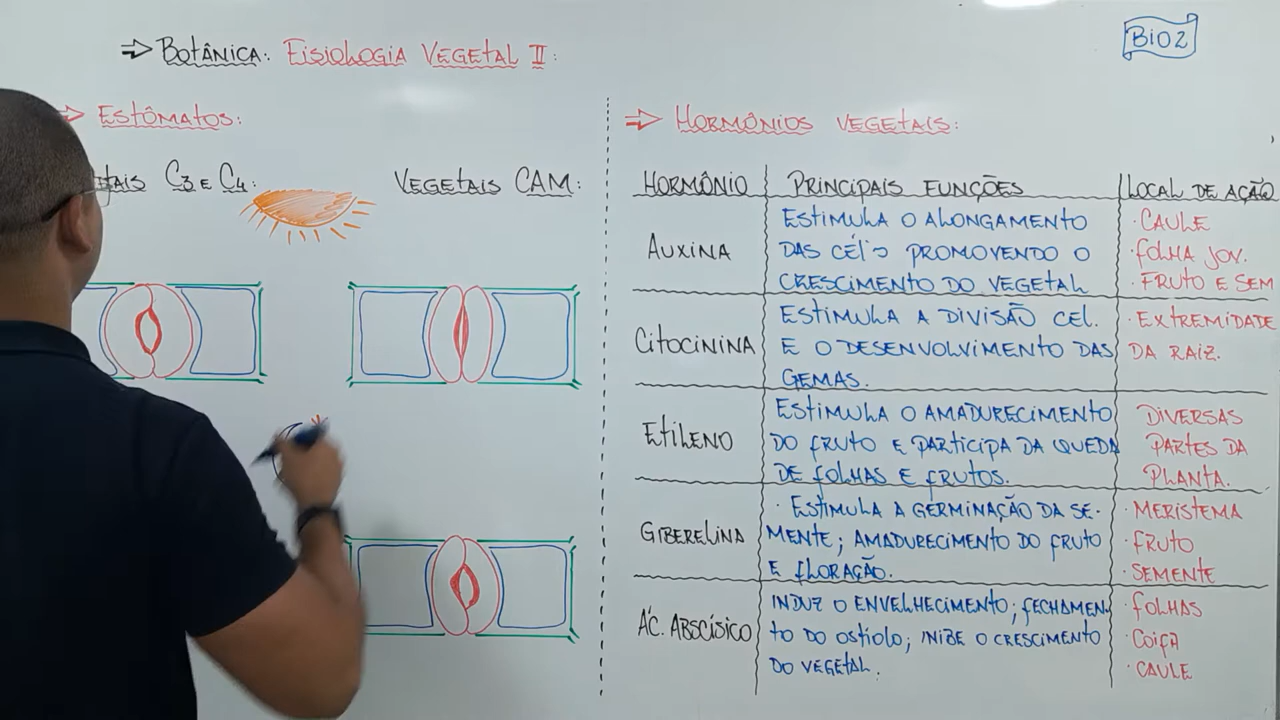 ⇒ BOTÂNICA: FISIOLOGIA VEGETAL II:
BIO2
⇒ ESTÔMATOS:
C3 E C4:
VEGETAIS CAM:
⇒ HORMÔNIOS VEGETAIS:
HORMÔNIO PRINCIPAIS FUNÇÕES LOCAL DE AÇÃO
AUXINA
ESTIMULA O ALONGAMENTO
DAS CÉL'S PROMOVENDO O
CRESCIMENTO DO VEGETAL
· CAULE
· FOLHA JOV.
· FRUTO E SEM
CITOCININA
ESTIMULA A DIVISÃO CEL.
E O DESENVOLVIMENTO DAS
GEMAS.
· EXTREMIDADE
DA RAIZ.
ETILENO
ESTIMULA O AMADURECIMENTO
DO FRUTO E PARTICIPA DA QUEDA
DE FOLHAS E FRUTOS.
DIVERSAS
PARTES DA
PLANTA.
GIBERELINA
· ESTIMULA A GERMINAÇÃO DA SE-
MENTE; AMADURECIMENTO DO FRUTO
E FLORAÇÃO.
· MERISTEMA
· FRUTO
· SEMENTE
ÁC. ABSCÍSICO
INDUZ O ENVELHECIMENTO; FECHAMEN-
TO DO OSTÍOLO; INIBE O CRESCIMENTO
DO VEGETAL.
· FOLHAS
· COIFA
· CAULE